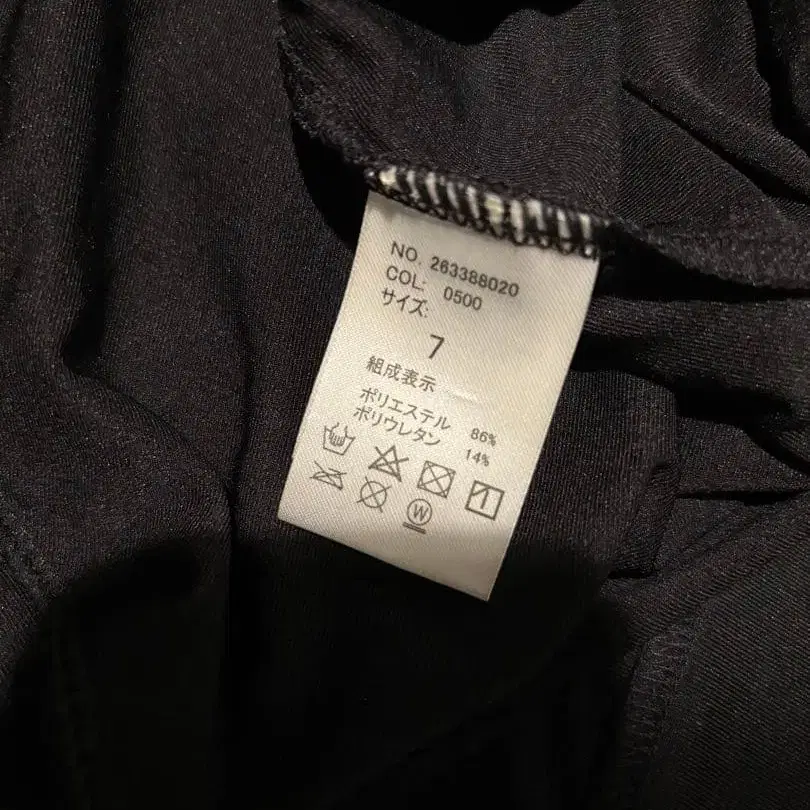 NO. 263388020
COL: 0500
サイズ:
7
組成表示
ポリエステル 86%
ポリウレタン 14%
W